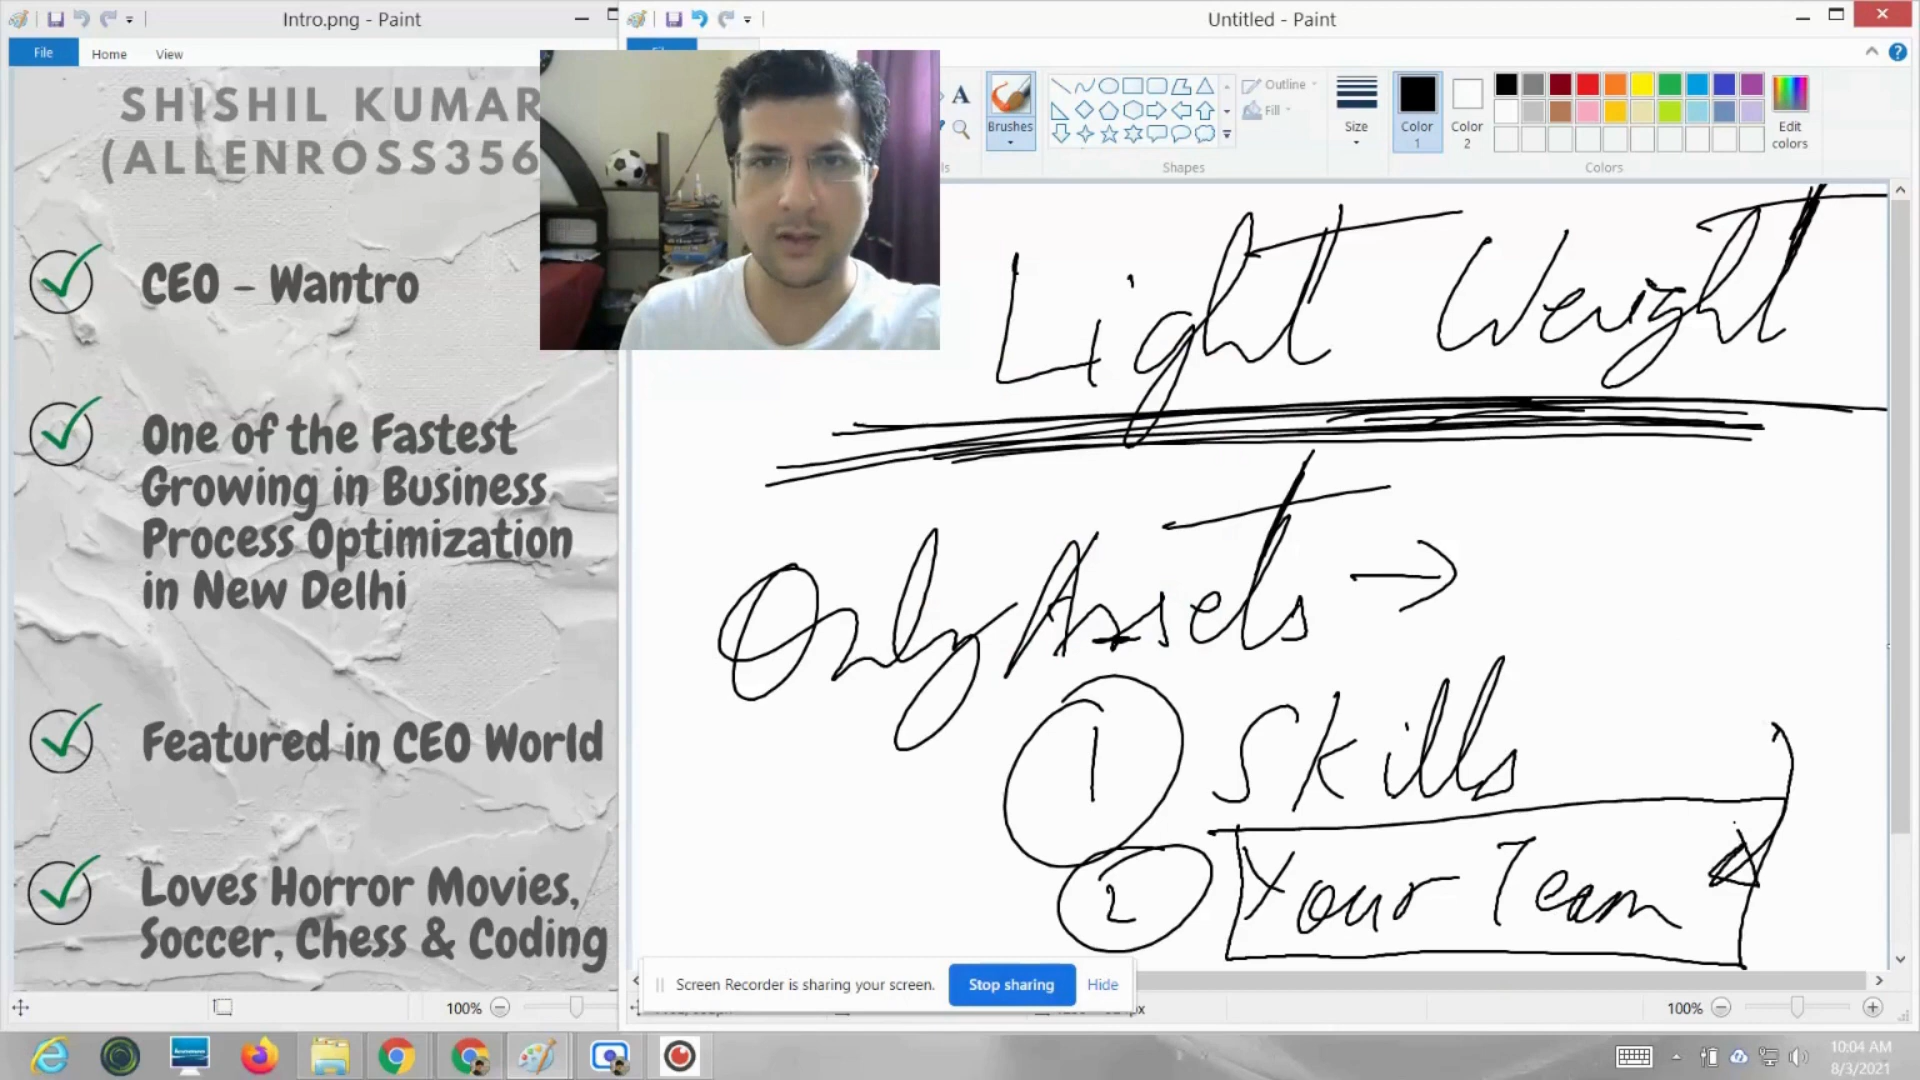 Intro.png - Paint
File Home View
SHISHIL KUMAR
(ALLENROSS356
CEO - Wantro
One of the Fastest
Growing in Business
Process Optimization
in New Delhi
Featured in CEO World
Loves Horror Movies,
Soccer, Chess & Coding
100%
Untitled - Paint
A
Brushes
Outline
Fill
Shapes
Size
Color 1
Color 2
Edit colors
Colors
Light Weight
Only Assets →
1 Skills
2 Your Team
Screen Recorder is sharing your screen. Stop sharing Hide
100%
10:04 AM
8/3/2021